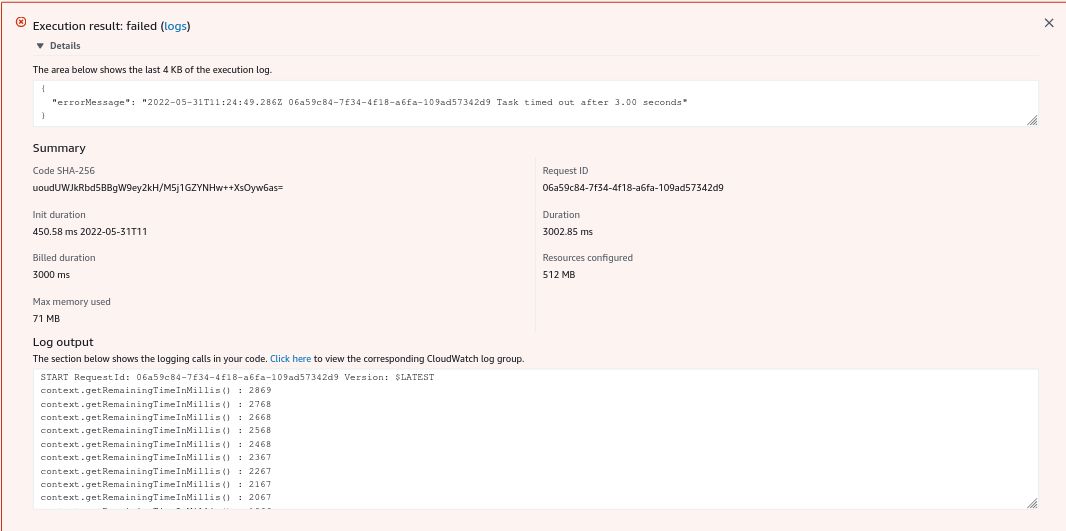 Execution result: failed (logs)
Details
The area below shows the last 4 KB of the execution log.
{
"errorMessage": "2022-05-31T11:24:49.286Z 06a59c84-7f34-4f18-a6fa-109ad57342d9 Task timed out after 3.00 seconds"
}
Summary
Code SHA-256
uoudUWJkRbd5BBgW9ey2kH/M5j1GZYNHw++XsOyw6as=
Request ID
06a59c84-7f34-4f18-a6fa-109ad57342d9
Init duration
450.58 ms 2022-05-31T11
Duration
3002.85 ms
Billed duration
3000 ms
Resources configured
512 MB
Max memory used
71 MB
Log output
The section below shows the logging calls in your code. Click here to view the corresponding CloudWatch log group.
START RequestId: 06a59c84-7f34-4f18-a6fa-109ad57342d9 Version: $LATEST
context.getRemainingTimeInMillis() : 2869
context.getRemainingTimeInMillis() : 2768
context.getRemainingTimeInMillis() : 2668
context.getRemainingTimeInMillis() : 2568
context.getRemainingTimeInMillis() : 2468
context.getRemainingTimeInMillis() : 2367
context.getRemainingTimeInMillis() : 2267
context.getRemainingTimeInMillis() : 2167
context.getRemainingTimeInMillis() : 2067